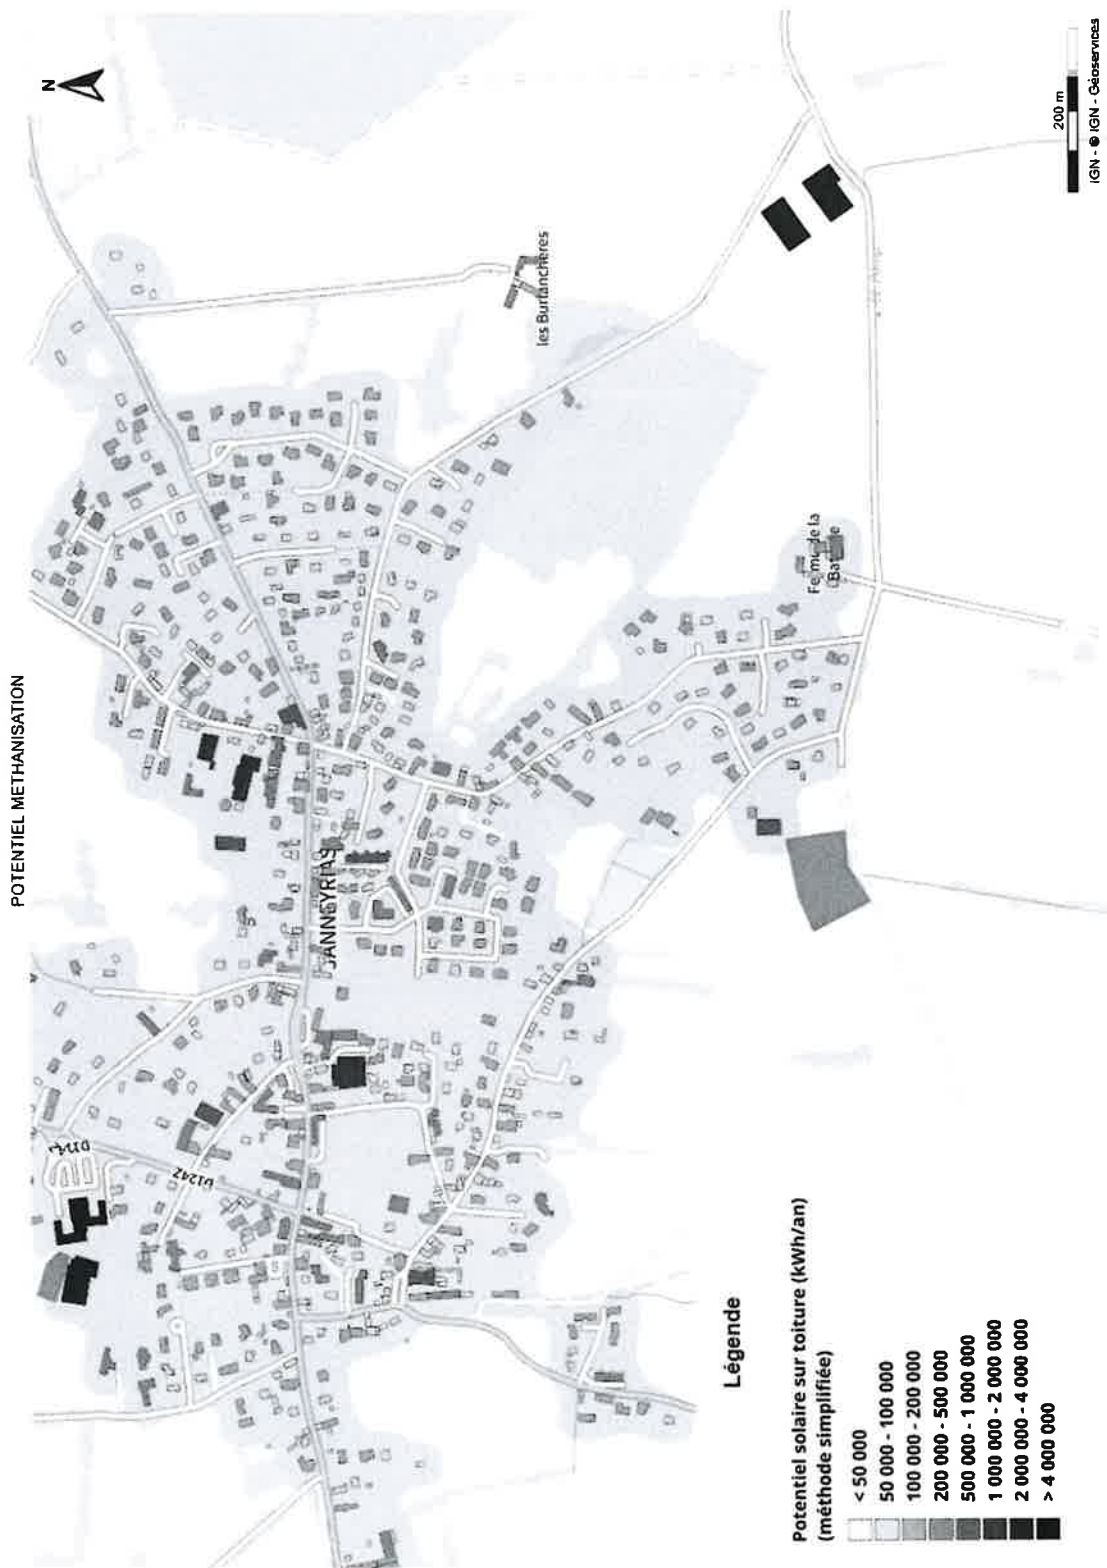 POTENTIEL METHANISATION
N
D124
D124Z
JANNEYRIAS
les Burlanchères
Ferme de la
Légende
Potentiel solaire sur toiture (kWh/an)
(méthode simplifiée)
< 50 000
50 000 - 100 000
100 000 - 200 000
200 000 - 500 000
500 000 - 1 000 000
1 000 000 - 2 000 000
2 000 000 - 4 000 000
> 4 000 000
200 m
IGN - © IGN - Géoservices